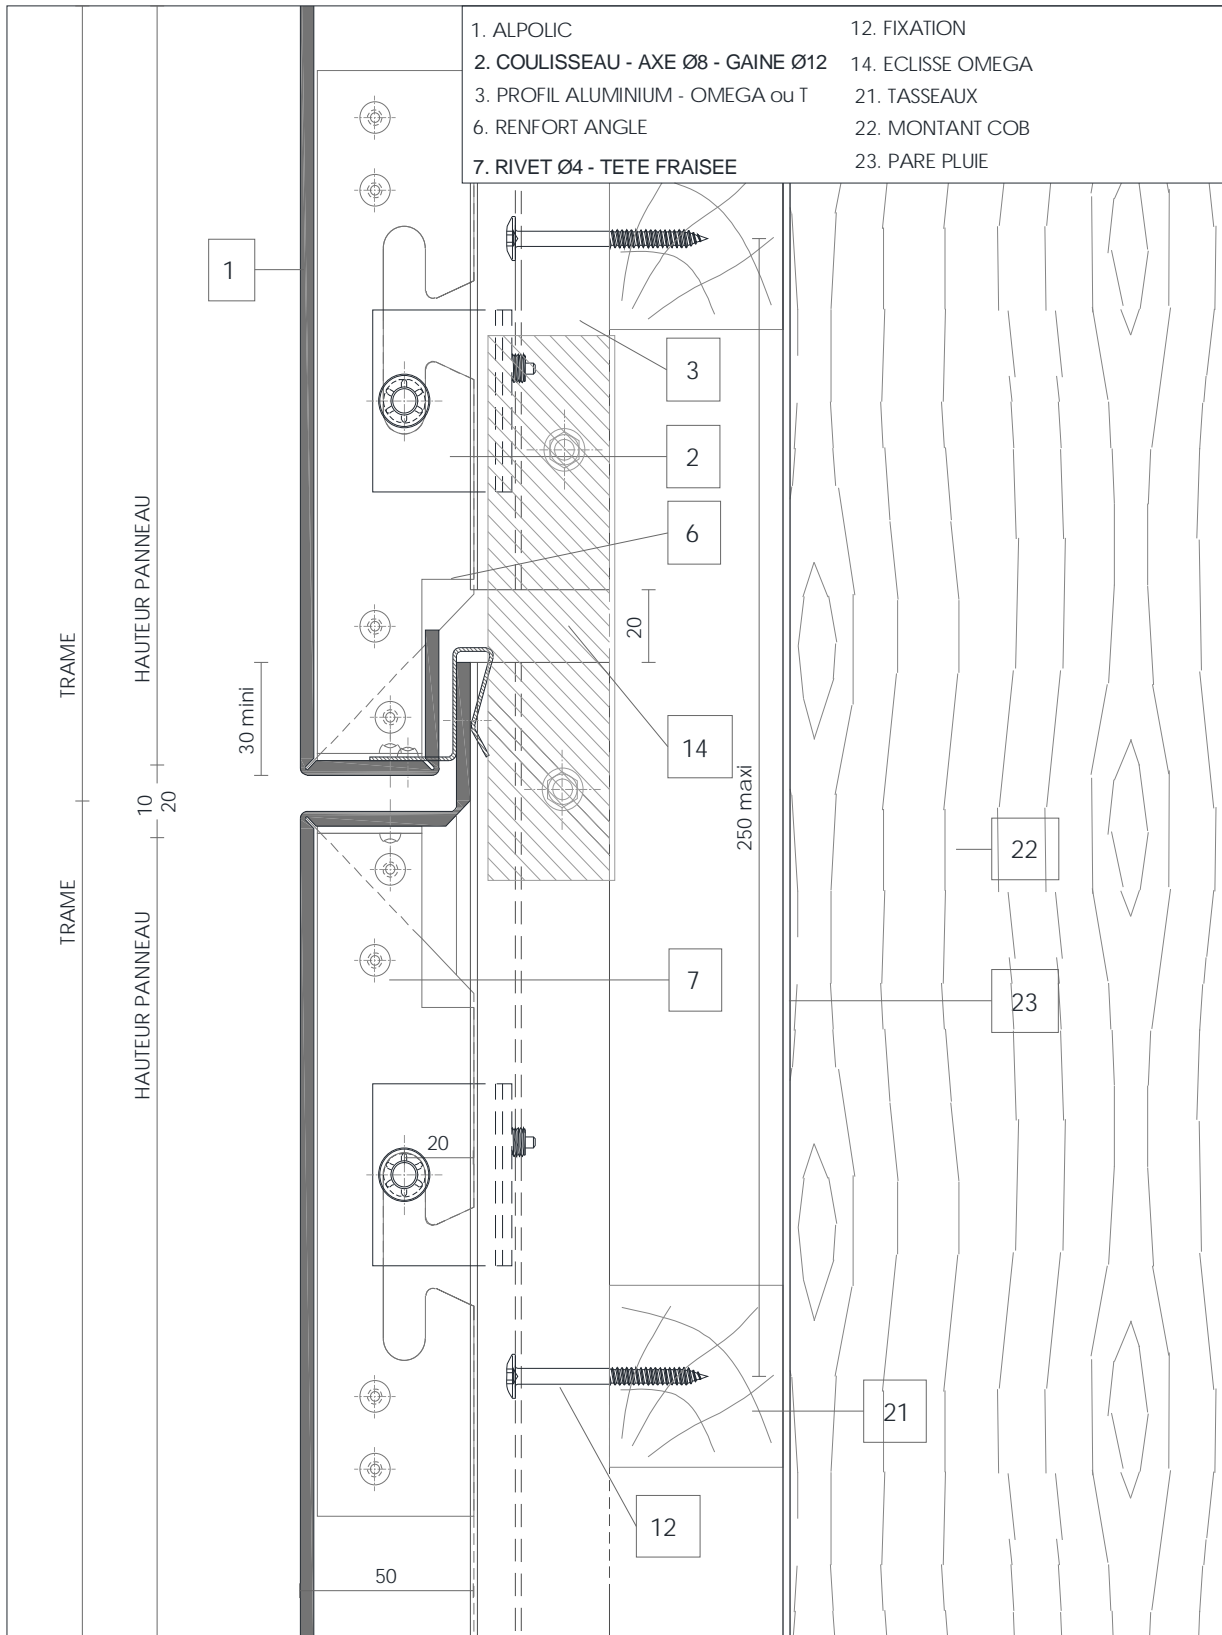 1. ALPOLIC
2. COULISSEAU - AXE Ø8 - GAINE Ø12
3. PROFIL ALUMINIUM - OMEGA ou T
6. RENFORT ANGLE
7. RIVET Ø4 - TETE FRAISEE
12. FIXATION
14. ECLISSE OMEGA
21. TASSEAUX
22. MONTANT COB
23. PARE PLUIE
1
3
2
6
20
14
TRAME
HAUTEUR PANNEAU
30 mini
10
20
250 maxi
22
TRAME
HAUTEUR PANNEAU
7
23
20
21
12
50